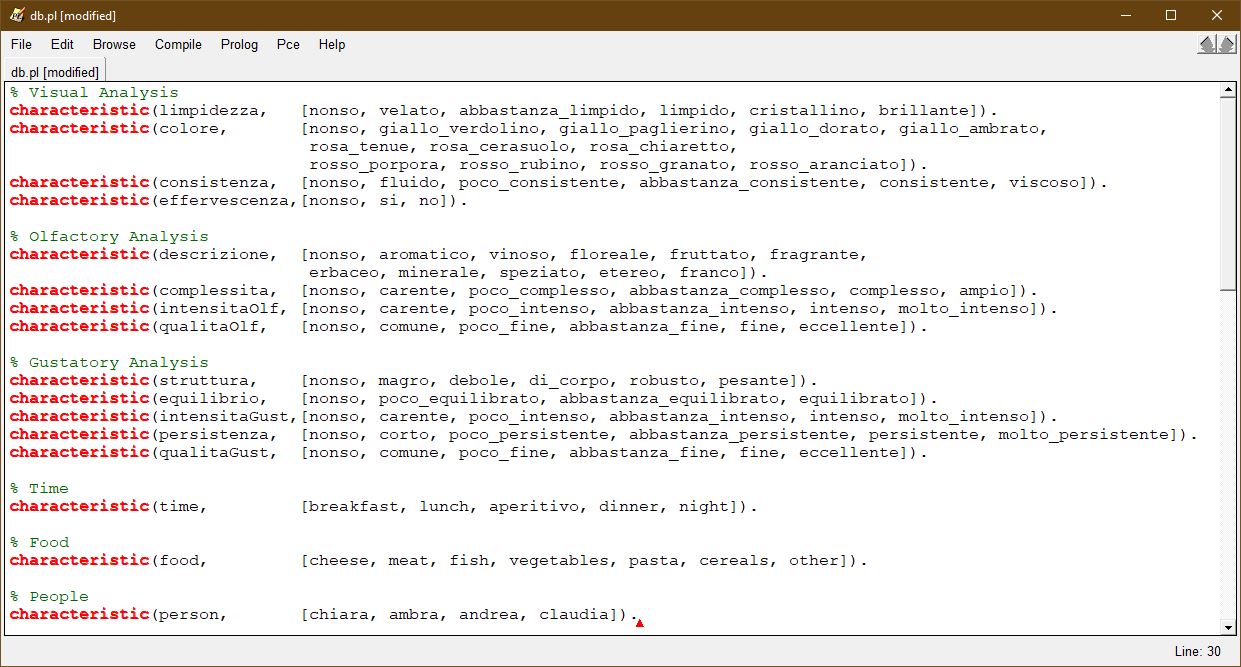 db.pl [modified]
File Edit Browse Compile Prolog Pce Help
db.pl [modified]
% Visual Analysis
characteristic(limpidezza, [nonso, velato, abbastanza_limpido, limpido, cristallino, brillante]).
characteristic(colore, [nonso, giallo_verdolino, giallo_paglierino, giallo_dorato, giallo_ambrato,
rosa_tenue, rosa_cerasuolo, rosa_chiaretto,
rosso_porpora, rosso_rubino, rosso_granato, rosso_aranciato]).
characteristic(consistenza, [nonso, fluido, poco_consistente, abbastanza_consistente, consistente, viscoso]).
characteristic(effervescenza,[nonso, si, no]).
% Olfactory Analysis
characteristic(descrizione, [nonso, aromatico, vinoso, floreale, fruttato, fragrante,
erbaceo, minerale, speziato, etereo, franco]).
characteristic(complessita, [nonso, carente, poco_complesso, abbastanza_complesso, complesso, ampio]).
characteristic(intensitaOlf, [nonso, carente, poco_intenso, abbastanza_intenso, intenso, molto_intenso]).
characteristic(qualitaOlf, [nonso, comune, poco_fine, abbastanza_fine, fine, eccellente]).
% Gustatory Analysis
characteristic(struttura, [nonso, magro, debole, di_corpo, robusto, pesante]).
characteristic(equilibrio, [nonso, poco_equilibrato, abbastanza_equilibrato, equilibrato]).
characteristic(intensitaGust,[nonso, carente, poco_intenso, abbastanza_intenso, intenso, molto_intenso]).
characteristic(persistenza, [nonso, corto, poco_persistente, abbastanza_persistente, persistente, molto_persistente]).
characteristic(qualitaGust, [nonso, comune, poco_fine, abbastanza_fine, fine, eccellente]).
% Time
characteristic(time, [breakfast, lunch, aperitivo, dinner, night]).
% Food
characteristic(food, [cheese, meat, fish, vegetables, pasta, cereals, other]).
% People
characteristic(person, [chiara, ambra, andrea, claudia]).
Line: 30